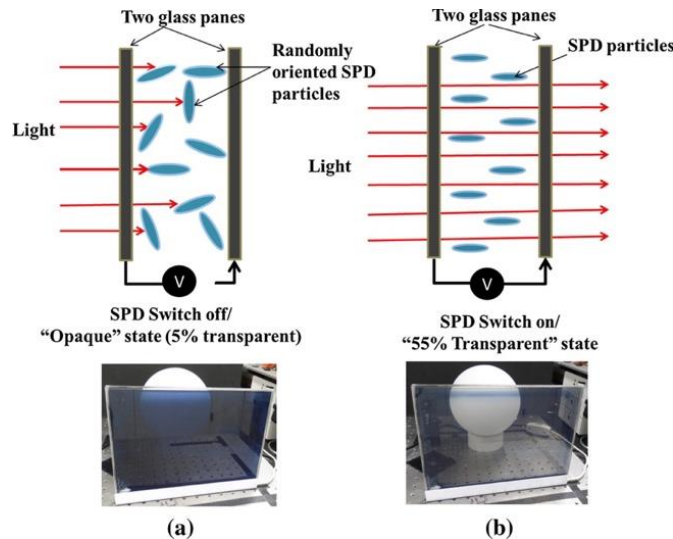 Two glass panes
Randomly
oriented SPD
particles
Light
V
SPD Switch off/
“Opaque” state (5% transparent)
(a)
Two glass panes
SPD particles
Light
V
SPD Switch on/
“55% Transparent” state
(b)